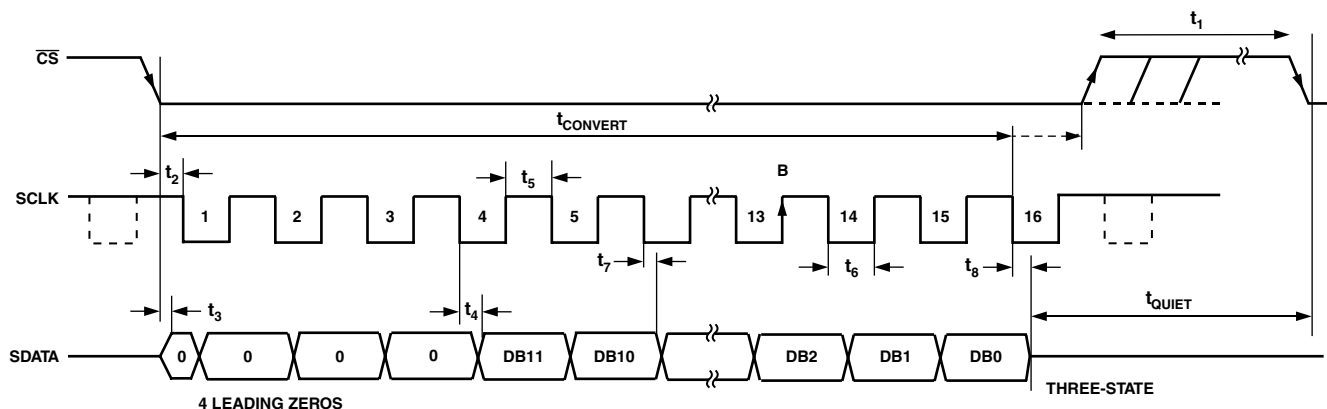 t1
CS
tCONVERT
t2
t5
B
SCLK
1
2
3
4
5
13
14
15
16
t7
t6
t8
t3
t4
tQUIET
SDATA
0
0
0
0
DB11
DB10
DB2
DB1
DB0
THREE-STATE
4 LEADING ZEROS